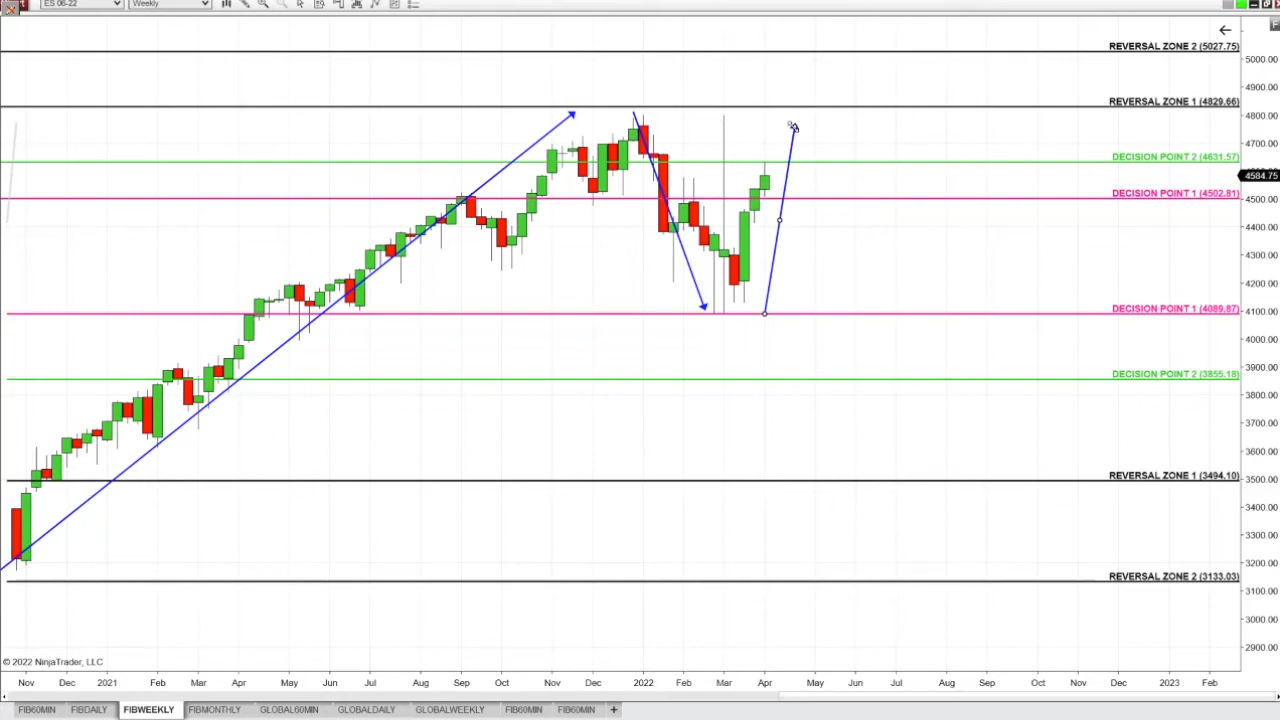 ES 06-22 Weekly
REVERSAL ZONE 2 (5027.75)
5000.00
4900.00
REVERSAL ZONE 1 (4829.66)
4800.00
4700.00
DECISION POINT 2 (4631.57)
4584.75
DECISION POINT 1 (4502.81)
4500.00
4400.00
4300.00
DECISION POINT 1 (4089.87)
4100.00
4000.00
3900.00
DECISION POINT 2 (3855.18)
3800.00
3700.00
3600.00
REVERSAL ZONE 1 (3494.10)
3500.00
3400.00
3300.00
3200.00
REVERSAL ZONE 2 (3133.03)
3100.00
3000.00
2900.00
© 2022 NinjaTrader, LLC
Nov Dec 2021 Feb Mar Apr May Jun Jul Aug Sep Oct Nov Dec 2022 Feb Mar Apr May Jun Jul Aug Sep Oct Nov Dec 2023 Feb
FIB60MIN FIBDAILY FIBWEEKLY FIBMONTHLY GLOBAL60MIN GLOBALDAILY GLOBALWEEKLY FIB60MIN FIB60MIN +